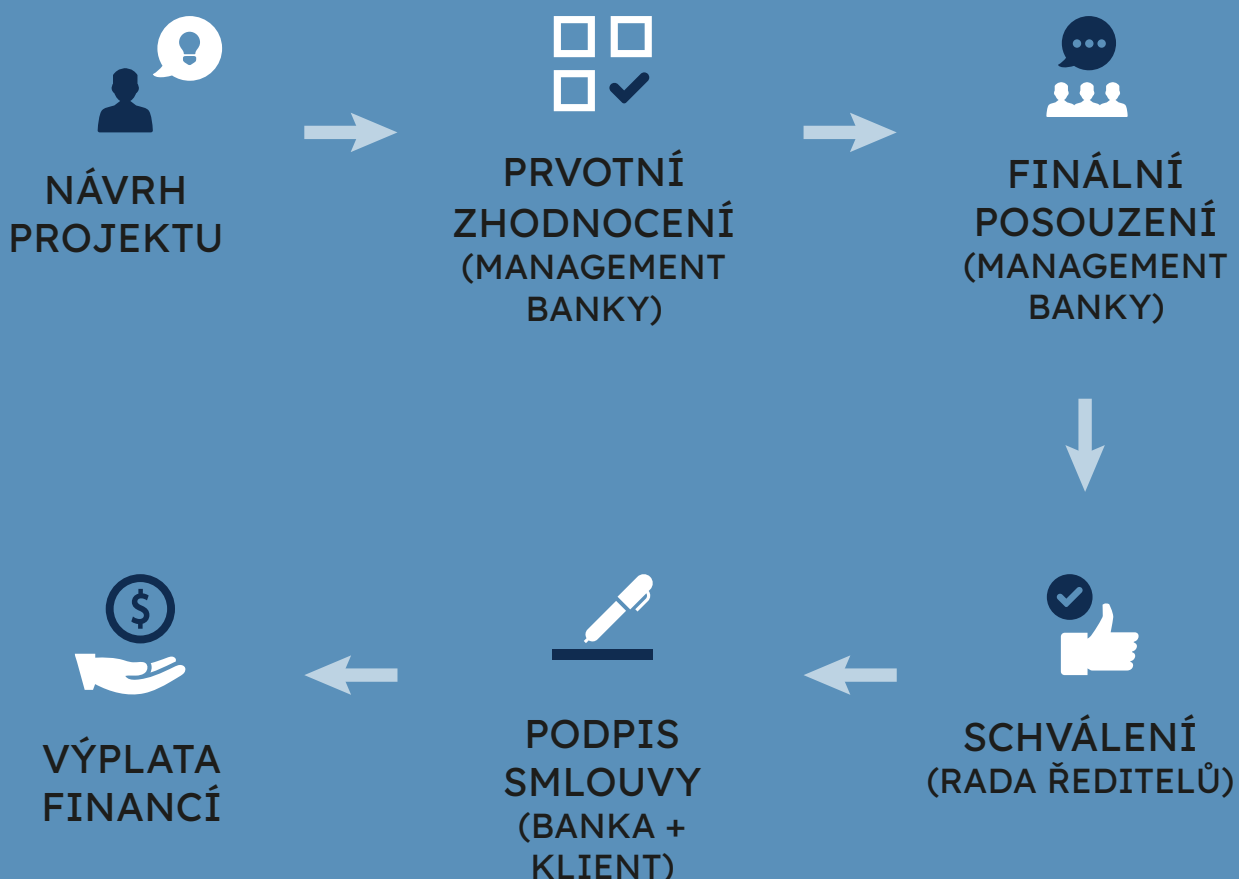 NÁVRH
PROJEKTU
PRVOTNÍ
ZHODNOCENÍ
(MANAGEMENT
BANKY)
FINÁLNÍ
POSOUZENÍ
(MANAGEMENT
BANKY)
SCHVÁLENÍ
(RADA ŘEDITELŮ)
PODPIS
SMLOUVY
(BANKA +
KLIENT)
VÝPLATA
FINANCÍ
$